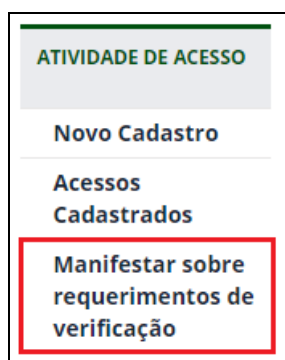 ATIVIDADE DE ACESSO
Novo Cadastro
Acessos
Cadastrados
Manifestar sobre
requerimentos de
verificação